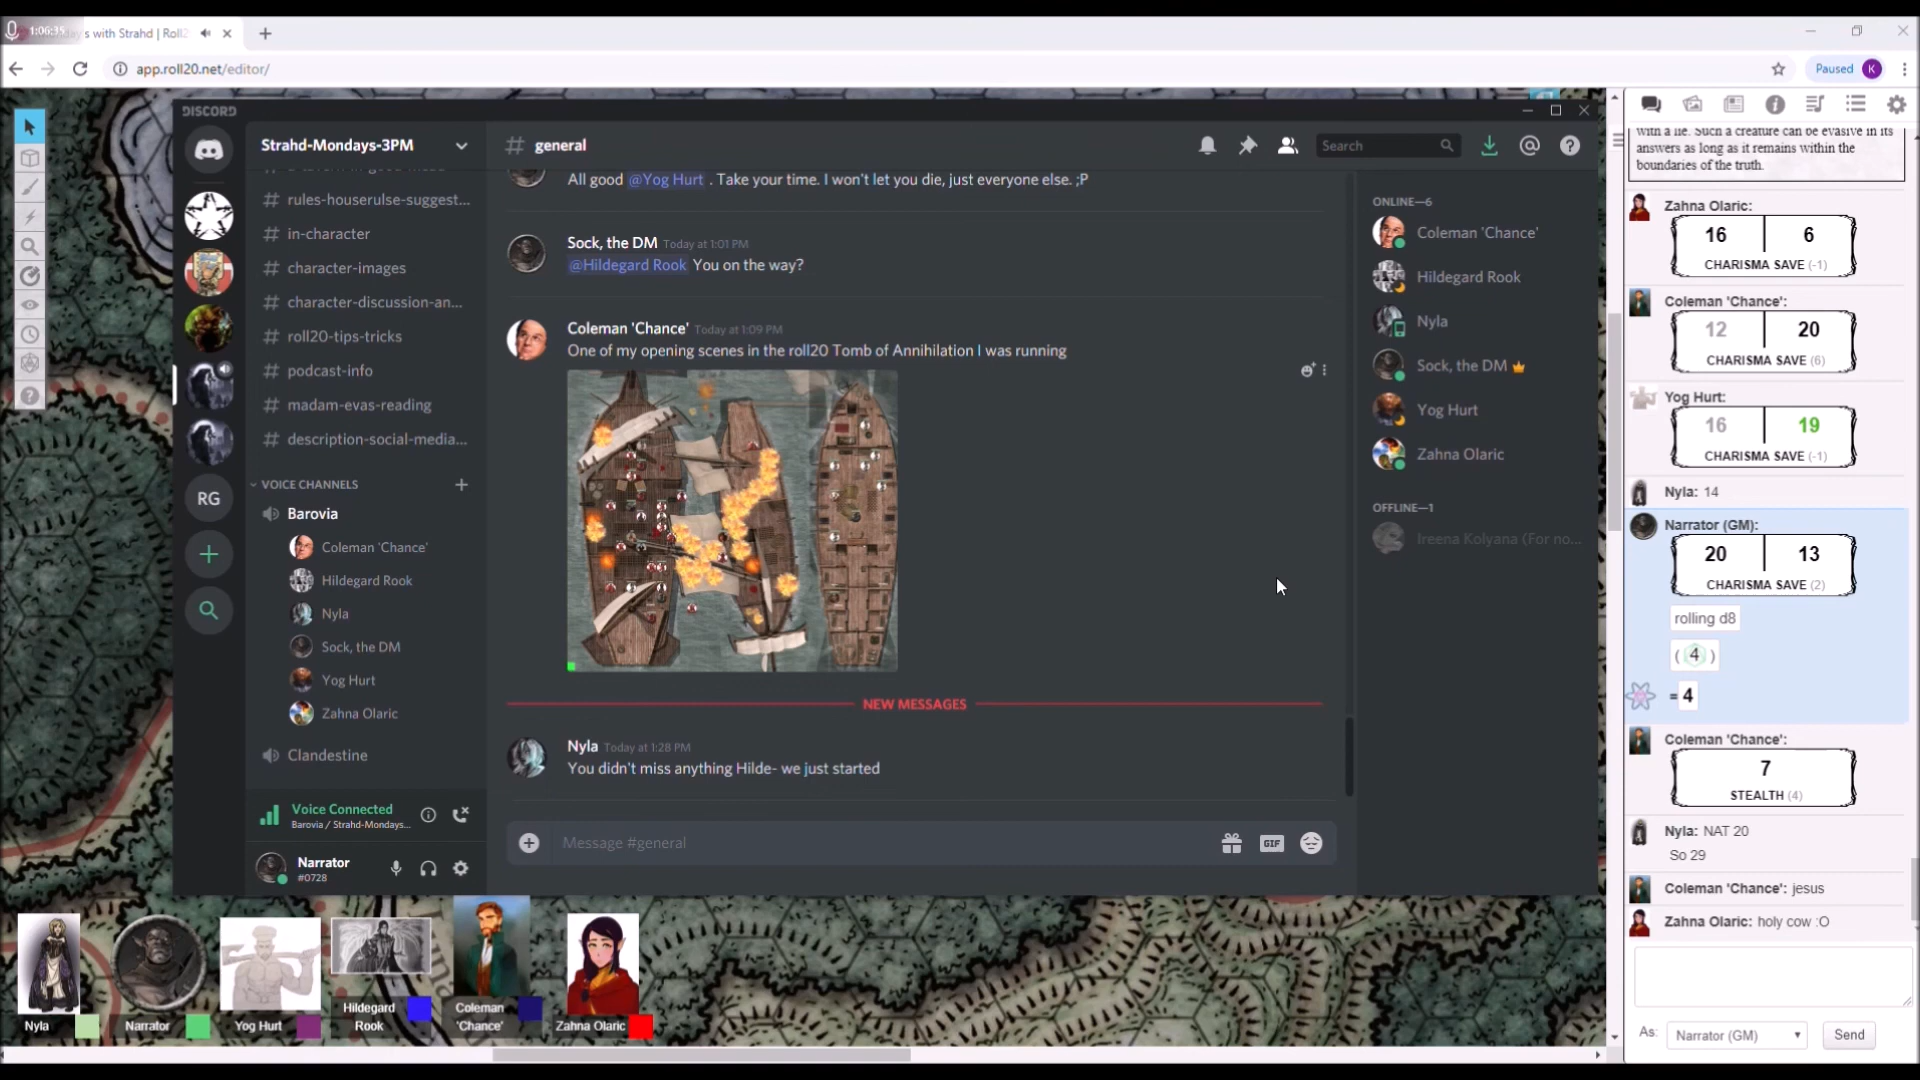 1:06:35
s with Strahd | Roll2
app.roll20.net/editor/
Paused
K
DISCORD
Strahd-Mondays-3PM
# general
Search
# rules-houserulse-suggest...
# in-character
# character-images
# character-discussion-an...
# roll20-tips-tricks
# podcast-info
# madam-evas-reading
# description-social-media...
VOICE CHANNELS
Barovia
Coleman 'Chance'
Hildegard Rook
Nyla
Sock, the DM
Yog Hurt
Zahna Olaric
Clandestine
RG
Voice Connected
Barovia / Strahd-Mondays...
Narrator
#0728
All good @Yog Hurt . Take your time. I won't let you die, just everyone else. ;P
Sock, the DM Today at 1:01 PM
@Hildegard Rook You on the way?
Coleman 'Chance' Today at 1:09 PM
One of my opening scenes in the roll20 Tomb of Annihilation I was running
NEW MESSAGES
Nyla Today at 1:28 PM
You didn't miss anything Hilde- we just started
Message #general
GIF
ONLINE—6
Coleman 'Chance'
Hildegard Rook
Nyla
Sock, the DM
Yog Hurt
Zahna Olaric
OFFLINE—1
Ireena Kolyana (For no...
with a lie. Such a creature can be evasive in its
answers as long as it remains within the
boundaries of the truth.
Zahna Olaric:
16 6
CHARISMA SAVE (-1)
Coleman 'Chance':
12 20
CHARISMA SAVE (6)
Yog Hurt:
16 19
CHARISMA SAVE (-1)
Nyla: 14
Narrator (GM):
20 13
CHARISMA SAVE (2)
rolling d8
( 4 )
= 4
Coleman 'Chance':
7
STEALTH (4)
Nyla: NAT 20
So 29
Coleman 'Chance': jesus
Zahna Olaric: holy cow :O
As: Narrator (GM) Send
Nyla
Narrator
Yog Hurt
Hildegard
Rook
Coleman
'Chance'
Zahna Olaric